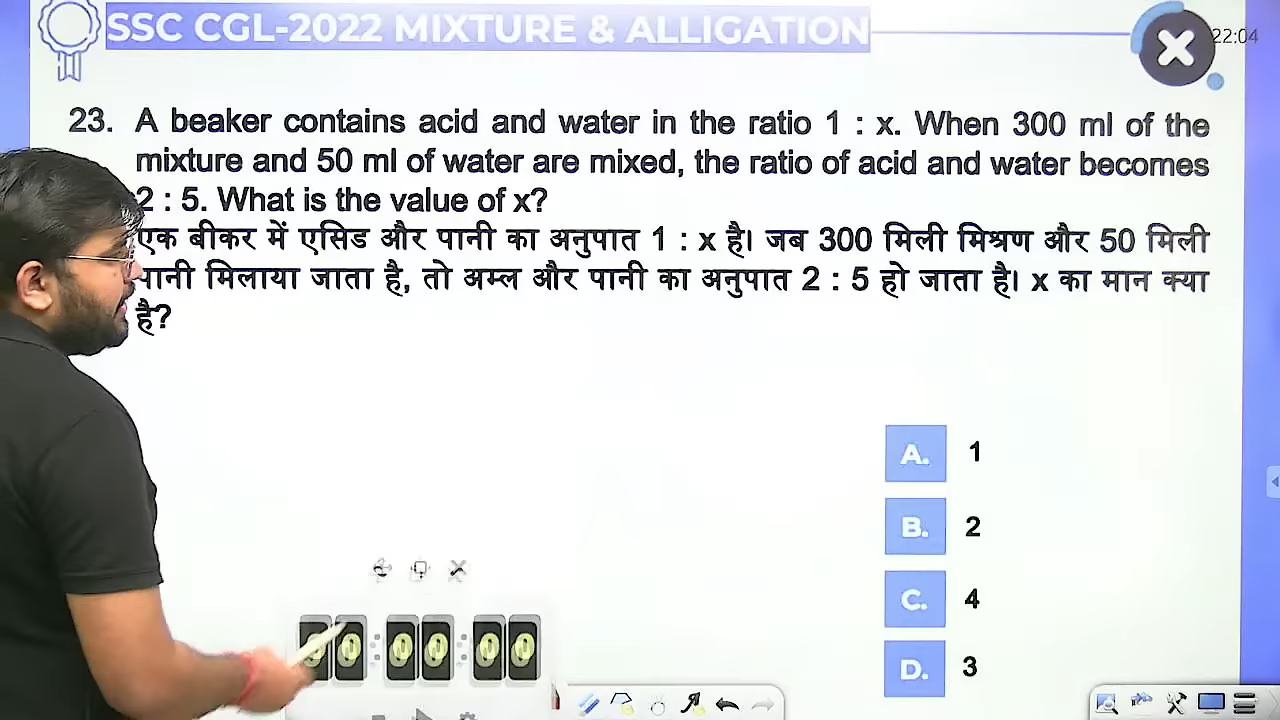 SSC CGL-2022 MIXTURE & ALLIGATION
22:04
23. A beaker contains acid and water in the ratio 1 : x. When 300 ml of the
mixture and 50 ml of water are mixed, the ratio of acid and water becomes
2 : 5. What is the value of x?
एक बीकर में एसिड और पानी का अनुपात 1 : x है। जब 300 मिली मिश्रण और 50 मिली
पानी मिलाया जाता है, तो अम्ल और पानी का अनुपात 2 : 5 हो जाता है। x का मान क्या
है?
A. 1
B. 2
C. 4
D. 3
00:00:00